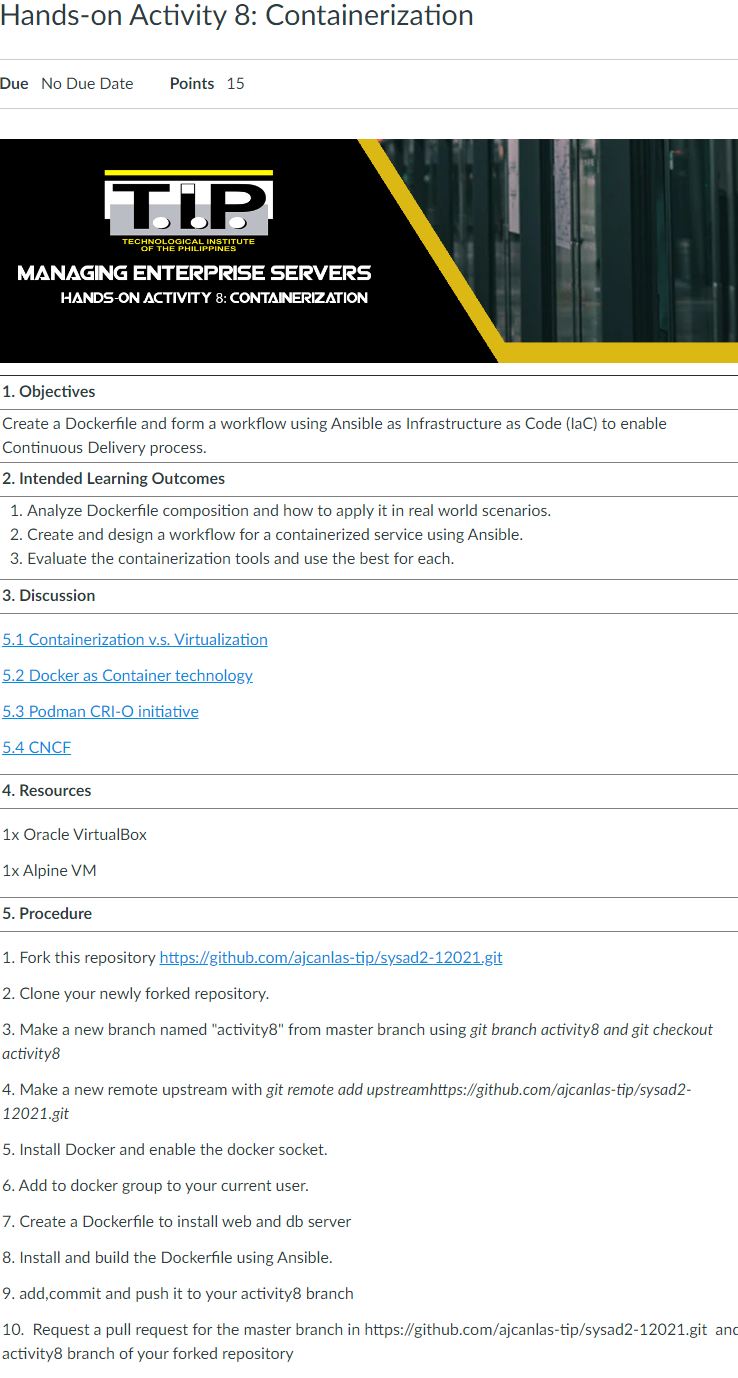 Hands-on Activity 8: Containerization
Due No Due Date Points 15
T.I.P.
TECHNOLOGICAL INSTITUTE
OF THE PHILIPPINES
MANAGING ENTERPRISE SERVERS
HANDS-ON ACTIVITY 8: CONTAINERIZATION
1. Objectives
Create a Dockerfile and form a workflow using Ansible as Infrastructure as Code (IaC) to enable
Continuous Delivery process.
2. Intended Learning Outcomes
1. Analyze Dockerfile composition and how to apply it in real world scenarios.
2. Create and design a workflow for a containerized service using Ansible.
3. Evaluate the containerization tools and use the best for each.
3. Discussion
5.1 Containerization v.s. Virtualization
5.2 Docker as Container technology
5.3 Podman CRI-O initiative
5.4 CNCF
4. Resources
1x Oracle VirtualBox
1x Alpine VM
5. Procedure
1. Fork this repository https://github.com/ajcanlas-tip/sysad2-12021.git
2. Clone your newly forked repository.
3. Make a new branch named "activity8" from master branch using git branch activity8 and git checkout
activity8
4. Make a new remote upstream with git remote add upstreamhttps://github.com/ajcanlas-tip/sysad2-
12021.git
5. Install Docker and enable the docker socket.
6. Add to docker group to your current user.
7. Create a Dockerfile to install web and db server
8. Install and build the Dockerfile using Ansible.
9. add,commit and push it to your activity8 branch
10. Request a pull request for the master branch in https://github.com/ajcanlas-tip/sysad2-12021.git and
activity8 branch of your forked repository